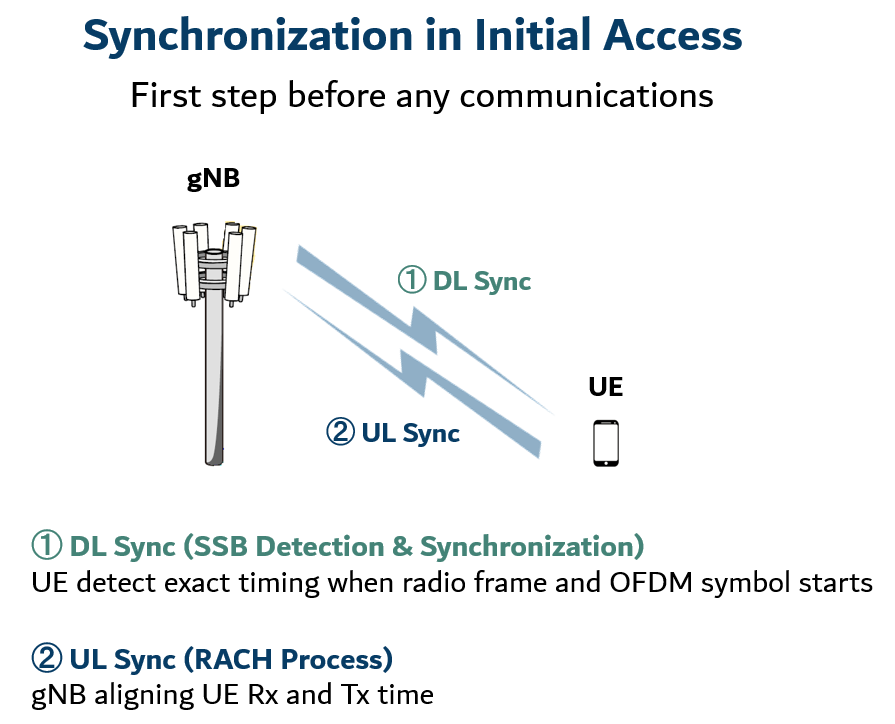 Synchronization in Initial Access
First step before any communications
gNB
① DL Sync
UE
② UL Sync
① DL Sync (SSB Detection & Synchronization)
UE detect exact timing when radio frame and OFDM symbol starts
② UL Sync (RACH Process)
gNB aligning UE Rx and Tx time